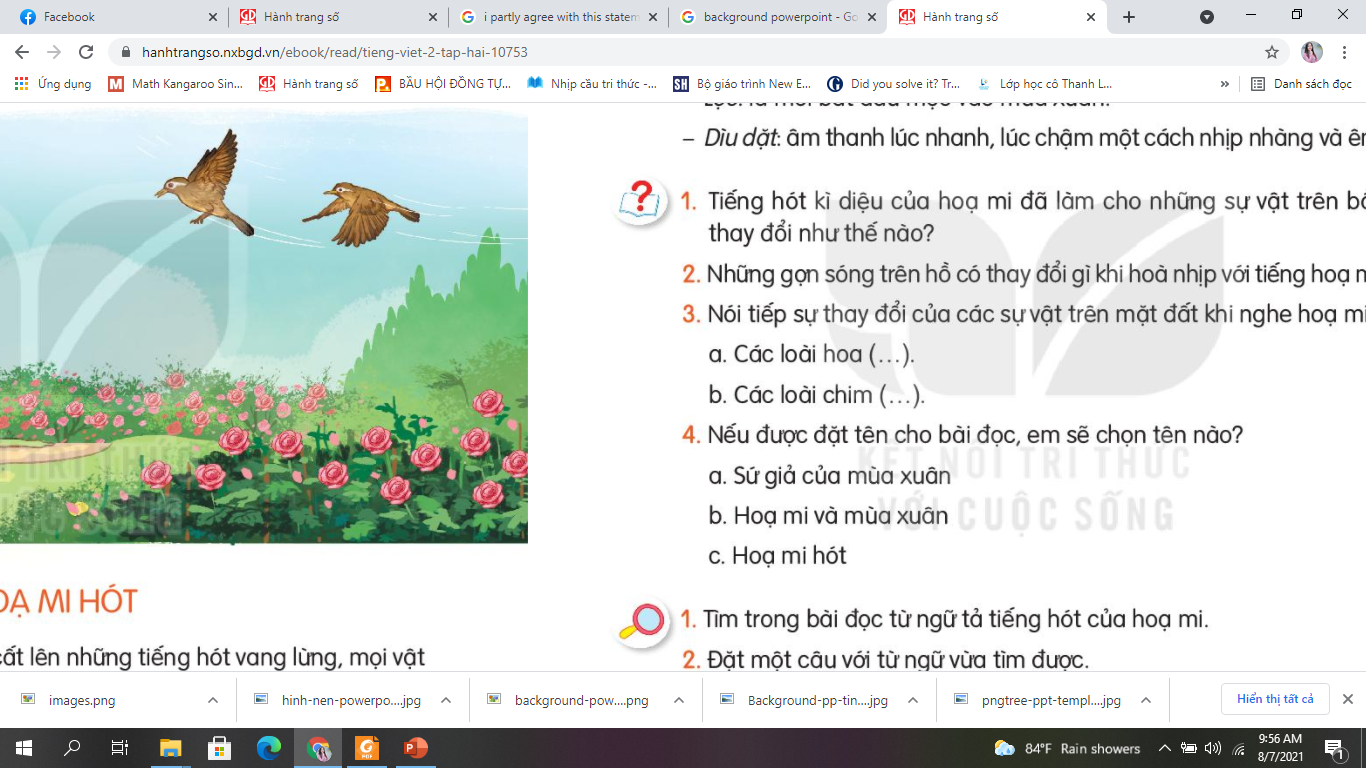 Facebook
Hành trang số
i partly agree with this statem
background powerpoint - Go
Hành trang số
hanhtrangso.nxbgd.vn/ebook/read/tieng-viet-2-tap-hai-10753
Ứng dụng
Math Kangaroo Sin...
Hành trang số
BẦU HỘI ĐỒNG TỰ...
Nhịp cầu tri thức -...
Bộ giáo trình New E...
Did you solve it? Tr...
Lớp học cô Thanh L...
»
Danh sách đọc
– Dìu dặt: âm thanh lúc nhanh, lúc chậm một cách nhịp nhàng và
1. Tiếng hót kì diệu của hoạ mi đã làm cho những sự vật trên
thay đổi như thế nào?
2. Những gợn sóng trên hồ có thay đổi gì khi hoà nhịp với tiếng hoạ
3. Nói tiếp sự thay đổi của các sự vật trên mặt đất khi nghe hoạ mi
a. Các loài hoa (...).
b. Các loài chim (...).
4. Nếu được đặt tên cho bài đọc, em sẽ chọn tên nào?
a. Sứ giả của mùa xuân
b. Hoạ mi và mùa xuân
c. Hoạ mi hót
KẾT NỐI TRI THỨC
VỚI CUỘC SỐNG
MI HÓT
lên những tiếng hót vang lừng, mọi vật
1. Tìm trong bài đọc từ ngữ tả tiếng hót của hoạ mi.
2. Đặt một câu với từ ngữ vừa tìm được.
images.png
hinh-nen-powerpo....jpg
background-pow....png
Background-pp-tin....jpg
pngtree-ppt-templ....jpg
Hiển thị tất cả
84°F Rain showers
9:56 AM
8/7/2021
1